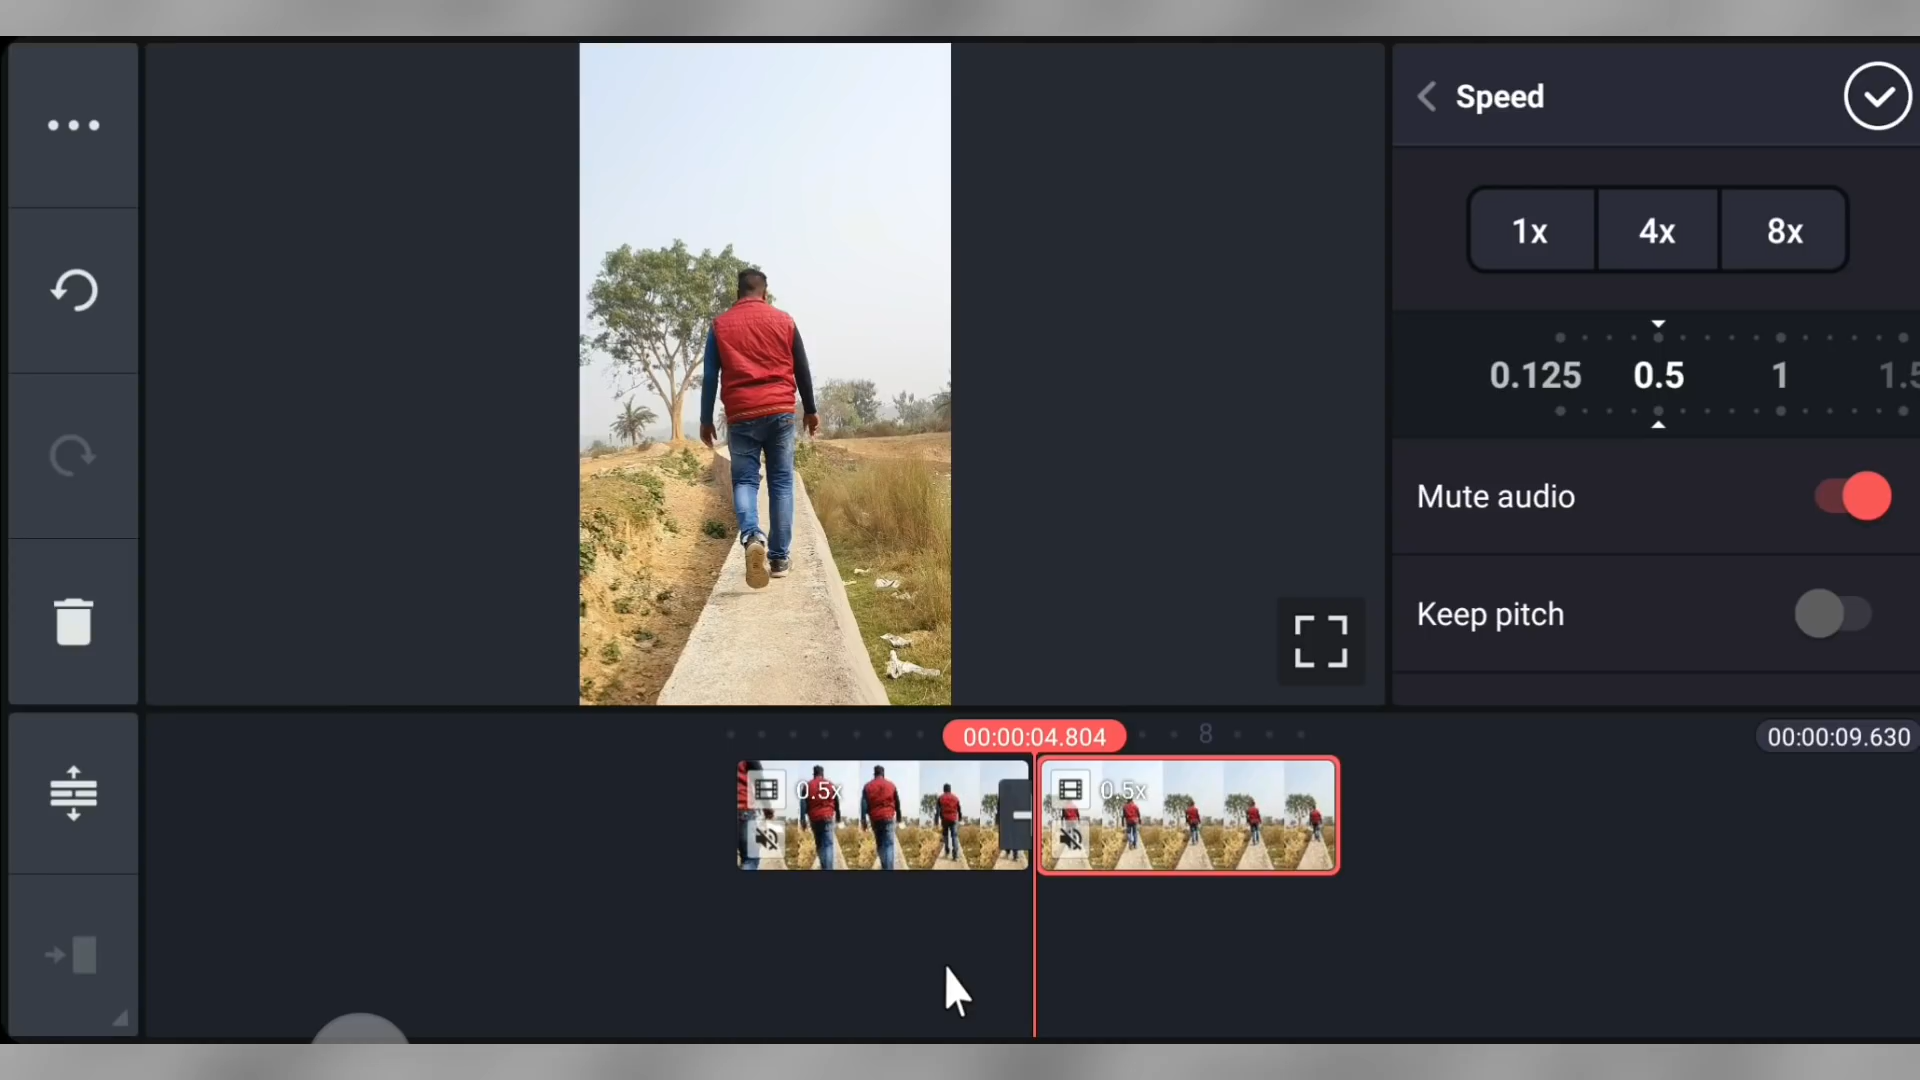 Speed
1x 4x 8x
0.125 0.5 1 1.5
Mute audio
Keep pitch
00:00:04.804 8 00:00:09.630
0.5x 0.5x